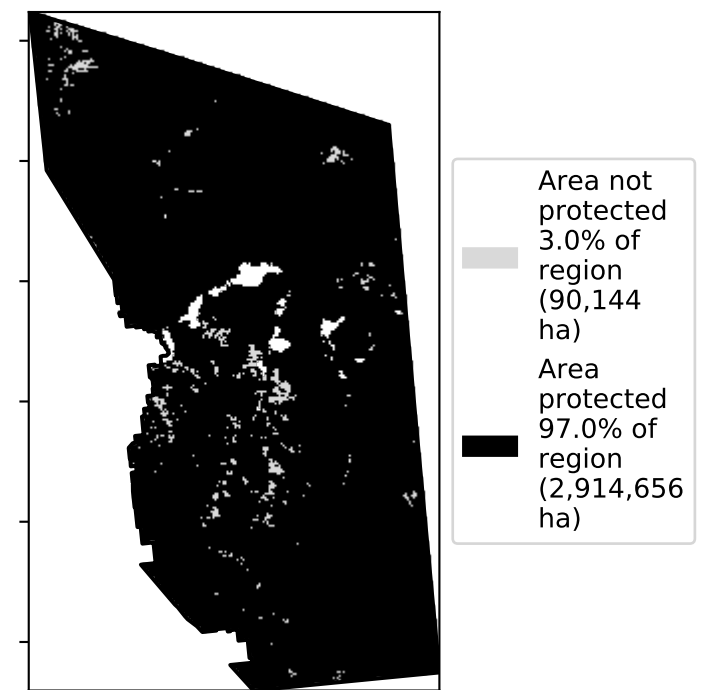 Area not
protected
3.0% of
region
(90,144
ha)
Area
protected
97.0% of
region
(2,914,656
ha)